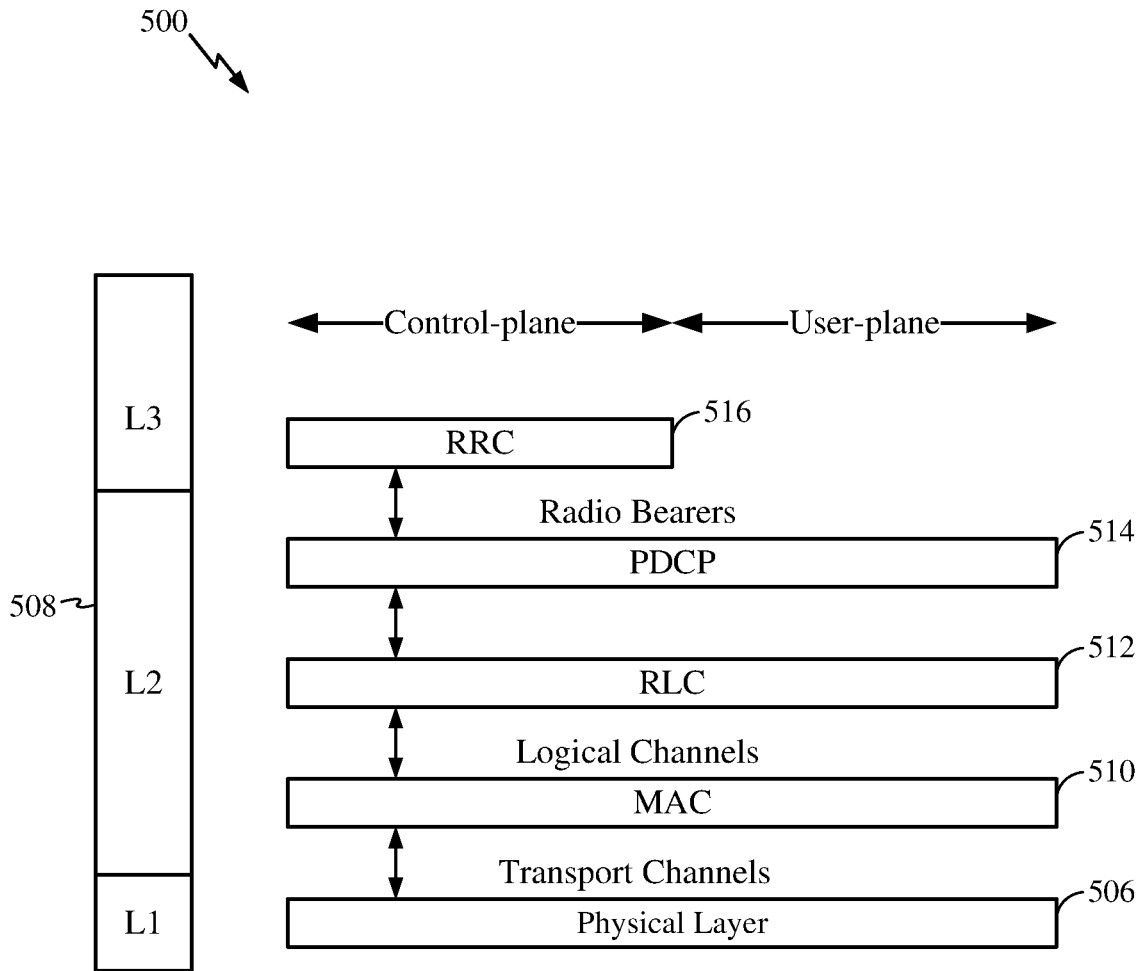 500
Control-plane
User-plane
L3
RRC
516
Radio Bearers
514
PDCP
508
L2
512
RLC
Logical Channels
510
MAC
Transport Channels
506
L1
Physical Layer